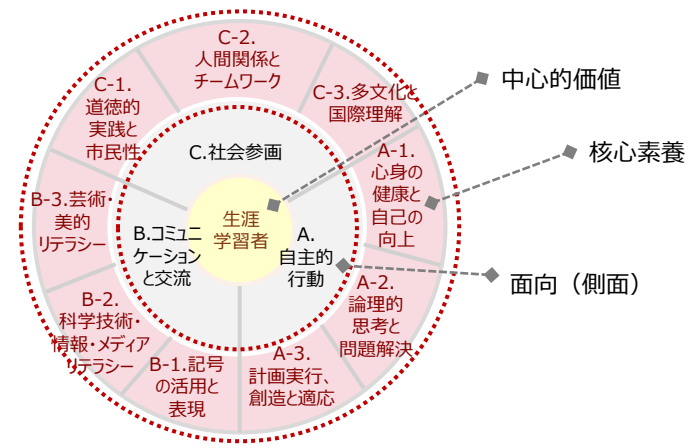 C-2.
人間関係と
チームワーク
C-1.
道徳的
実践と
市民性
C-3.多文化と
国際理解
中心的価値
核心素養
面向（側面）
C.社会参画
A-1.
心身の
健康と
自己の
向上
B-3.芸術・
美的
リテラシー
生涯
学習者
B.コミュニ
ケーション
と交流
A.
自主的
行動
A-2.
論理的
思考と
問題解決
B-2.
科学技術・
情報・メディア
リテラシー
B-1.記号
の活用と
表現
A-3.
計画実行、
創造と適応